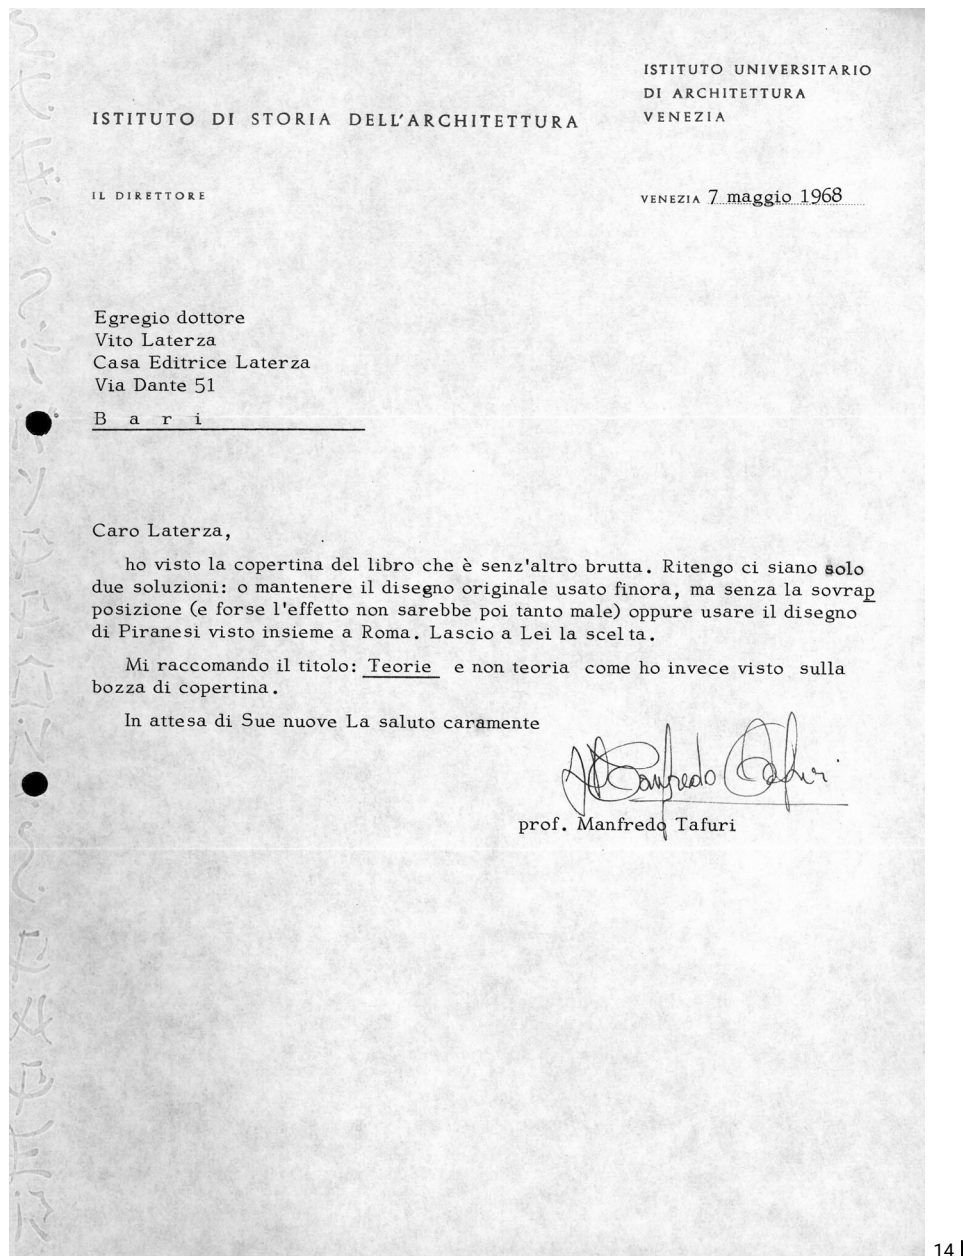 ISTITUTO UNIVERSITARIO
DI ARCHITETTURA
VENEZIA
ISTITUTO DI STORIA DELL'ARCHITETTURA
IL DIRETTORE
VENEZIA 7 maggio 1968
Egregio dottore
Vito Laterza
Casa Editrice Laterza
Via Dante 51
B a r i
Caro Laterza,
ho visto la copertina del libro che è senz'altro brutta. Ritengo ci siano solo
due soluzioni: o mantenere il disegno originale usato finora, ma senza la sovrap
posizione (e forse l'effetto non sarebbe poi tanto male) oppure usare il disegno
di Piranesi visto insieme a Roma. Lascio a Lei la scelta.
Mi raccomando il titolo: Teorie e non teoria come ho invece visto sulla
bozza di copertina.
In attesa di Sue nuove La saluto caramente
Manfredo Tafuri
prof. Manfredo Tafuri
14